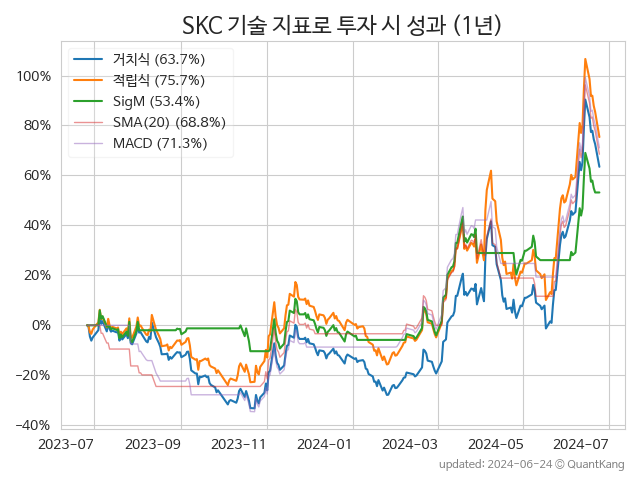 SKC 기술 지표로 투자 시 성과 (1년)
거치식 (63.7%)
적립식 (75.7%)
SigM (53.4%)
SMA(20) (68.8%)
MACD (71.3%)
100%
80%
60%
40%
20%
0%
−20%
−40%
2023-07 2023-09 2023-11 2024-01 2024-03 2024-05 2024-07
updated: 2024-06-24 ⓒ QuantKang